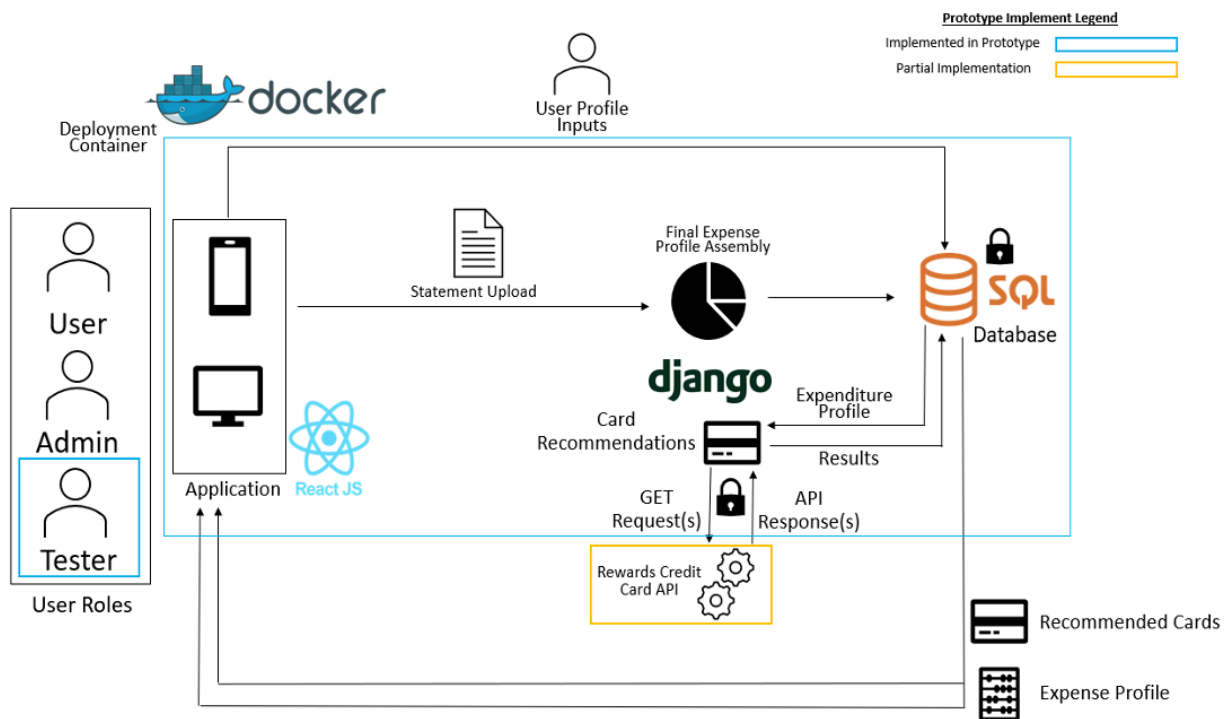 Prototype Implement Legend
Implemented in Prototype
Partial Implementation
docker
User Profile
Inputs
Deployment
Container
Statement Upload
Final Expense
Profile Assembly
SQL
Database
User
Admin
Tester
User Roles
Application
React JS
django
Card
Recommendations
Expenditure
Profile
Results
GET
Request(s)
API
Response(s)
Rewards Credit
Card API
Recommended Cards
Expense Profile